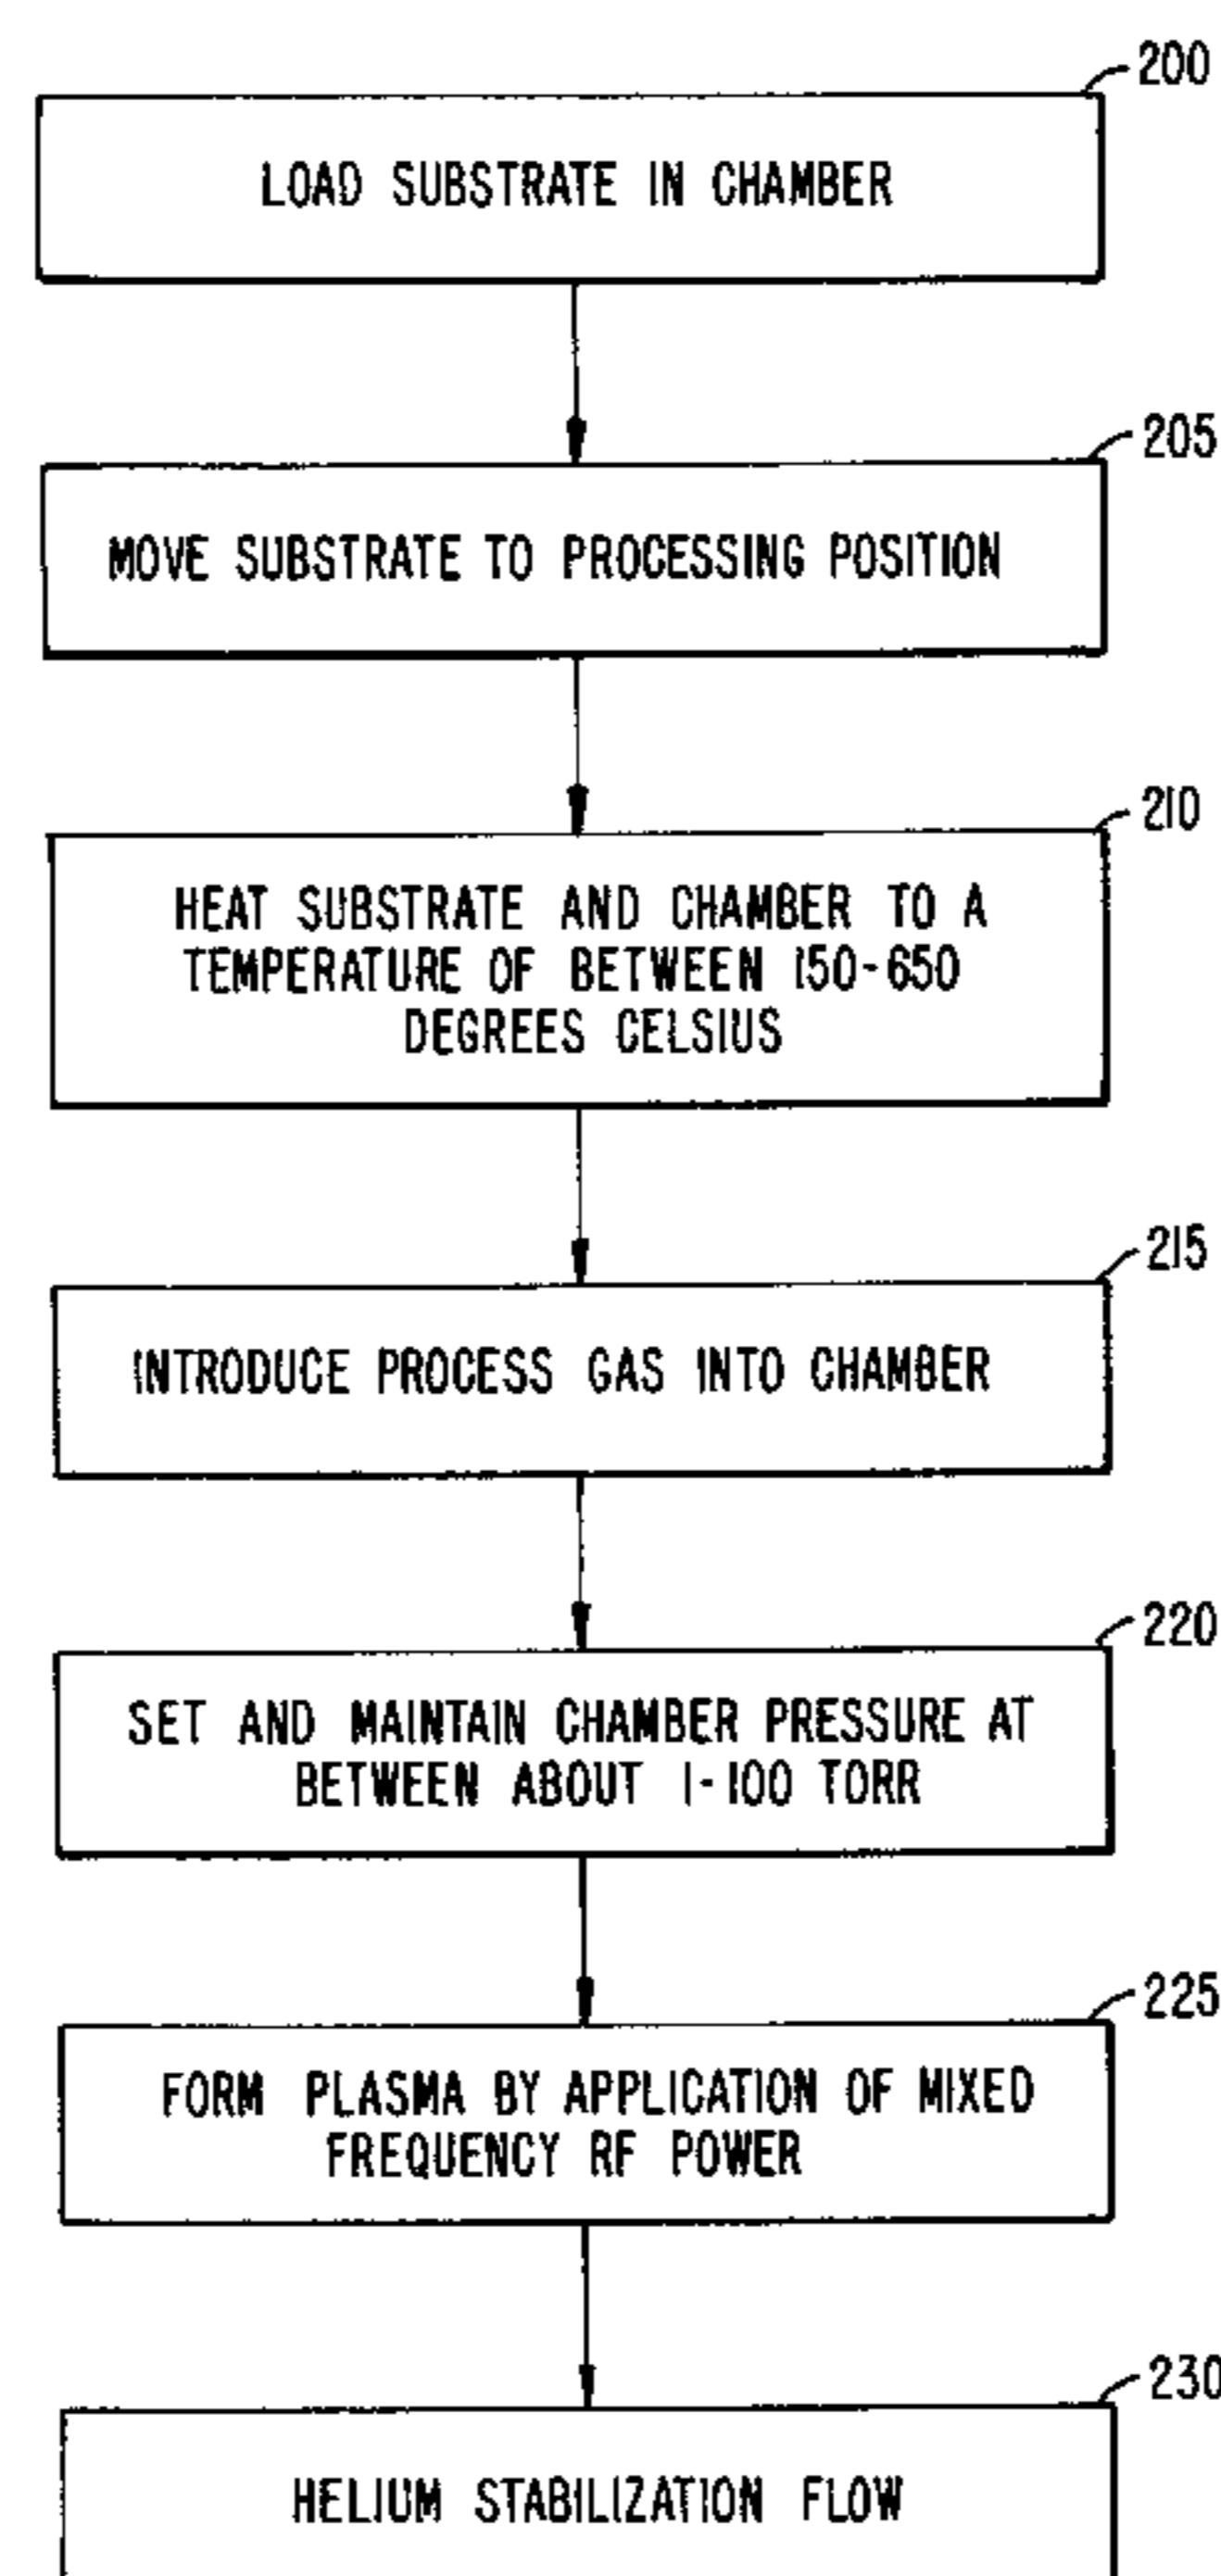 200
LOAD SUBSTRATE IN CHAMBER
205
MOVE SUBSTRATE TO PROCESSING POSITION
210
HEAT SUBSTRATE AND CHAMBER TO A
TEMPERATURE OF BETWEEN 150-650
DEGREES CELSIUS
215
INTRODUCE PROCESS GAS INTO CHAMBER
220
SET AND MAINTAIN CHAMBER PRESSURE AT
BETWEEN ABOUT 1-100 TORR
225
FORM PLASMA BY APPLICATION OF MIXED
FREQUENCY RF POWER
230
HELIUM STABILIZATION FLOW